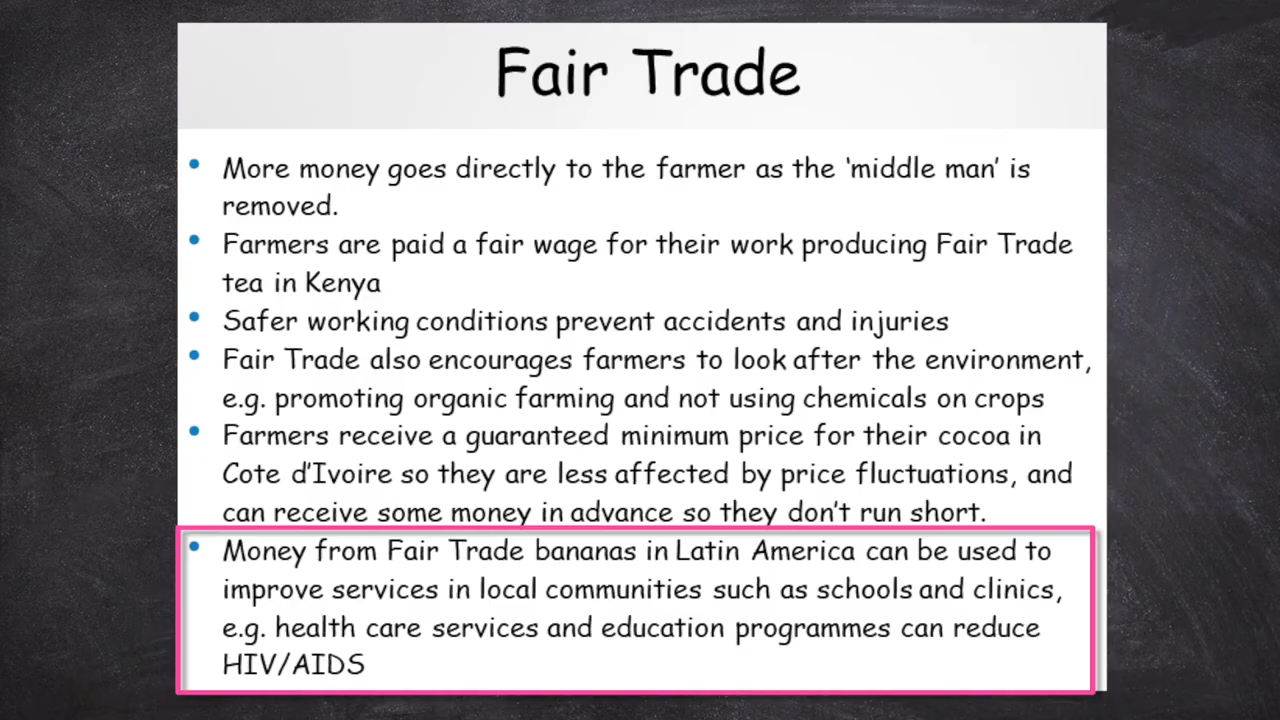 Fair Trade
• More money goes directly to the farmer as the ‘middle man’ is
removed.
• Farmers are paid a fair wage for their work producing Fair Trade
tea in Kenya
• Safer working conditions prevent accidents and injuries
• Fair Trade also encourages farmers to look after the environment,
e.g. promoting organic farming and not using chemicals on crops
• Farmers receive a guaranteed minimum price for their cocoa in
Cote d’Ivoire so they are less affected by price fluctuations, and
can receive some money in advance so they don’t run short.
• Money from Fair Trade bananas in Latin America can be used to
improve services in local communities such as schools and clinics,
e.g. health care services and education programmes can reduce
HIV/AIDS